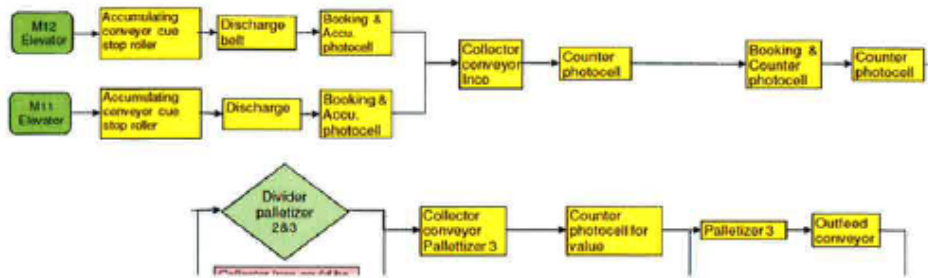 M12
Elevator
Accumulating
conveyor cue
stop roller
Discharge
belt
Booking &
Accu.
photocell
Collector
conveyor
Inco
Counter
photocell
Booking &
Counter
photocell
Counter
photocell
M11
Elevator
Accumulating
conveyor cue
stop roller
Discharge
Booking &
Accu.
photocell
Divider
palletizer
2&3
Collector
conveyor
Pallettizer 3
Counter
photocell for
value
Palletizer 3
Outfeed
conveyor